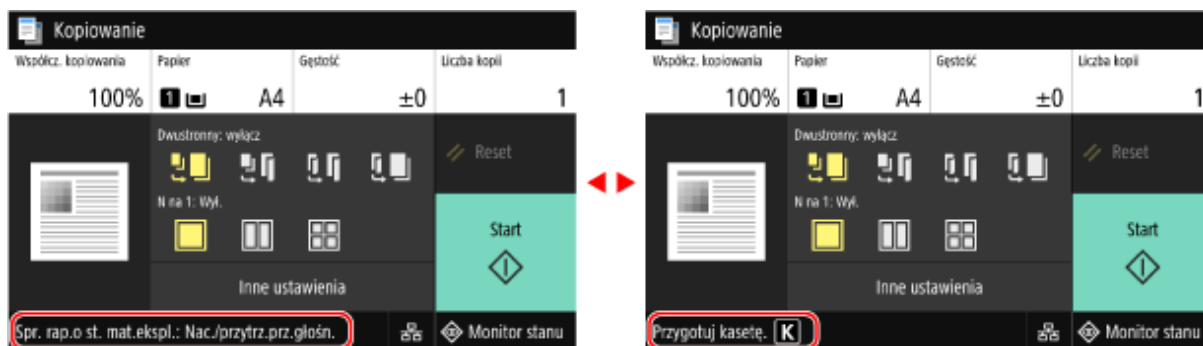 Kopiowanie
Współcz. kopiowania Papier Gęstość Liczba kopii
100% 1 A4 ±0 1
Dwustronny: wyłącz
Reset
N na 1: Wył.
Start
Inne ustawienia
Spr. rap.o st. mat.ekspl.: Nac./przytrz.prz.głośn. Monitor stanu
Kopiowanie
Współcz. kopiowania Papier Gęstość Liczba kopii
100% 1 A4 ±0 1
Dwustronny: wyłącz
Reset
N na 1: Wył.
Start
Inne ustawienia
Przygotuj kasetę. K Monitor stanu